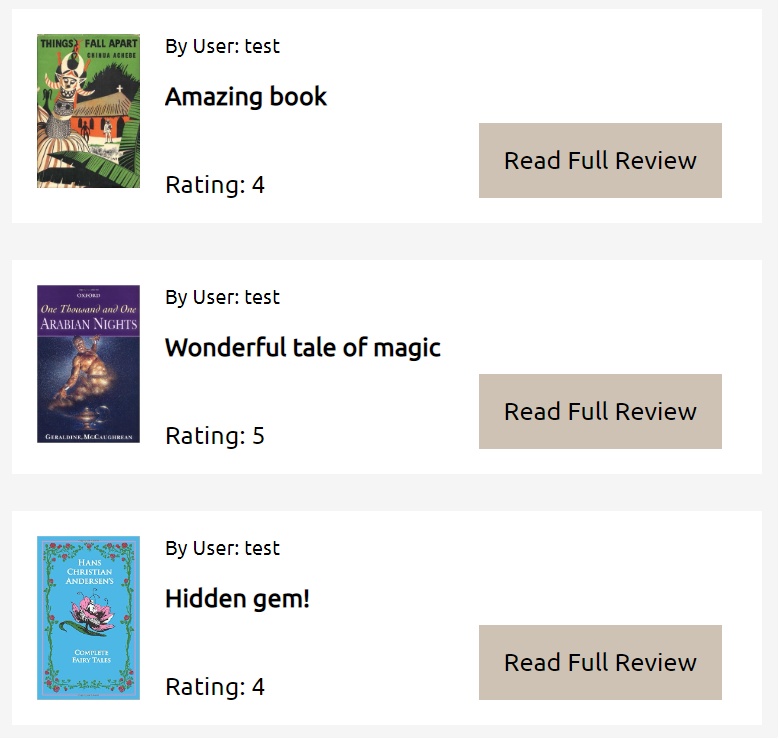 THINGS FALL APART
CHINUA ACHEBE
By User: test
Amazing book
Rating: 4
Read Full Review
OXFORD
One Thousand and One
ARABIAN NIGHTS
GERALDINE McCAUGHREAN
By User: test
Wonderful tale of magic
Rating: 5
Read Full Review
HANS
CHRISTIAN
ANDERSEN'S
COMPLETE
FAIRY TALES
By User: test
Hidden gem!
Rating: 4
Read Full Review